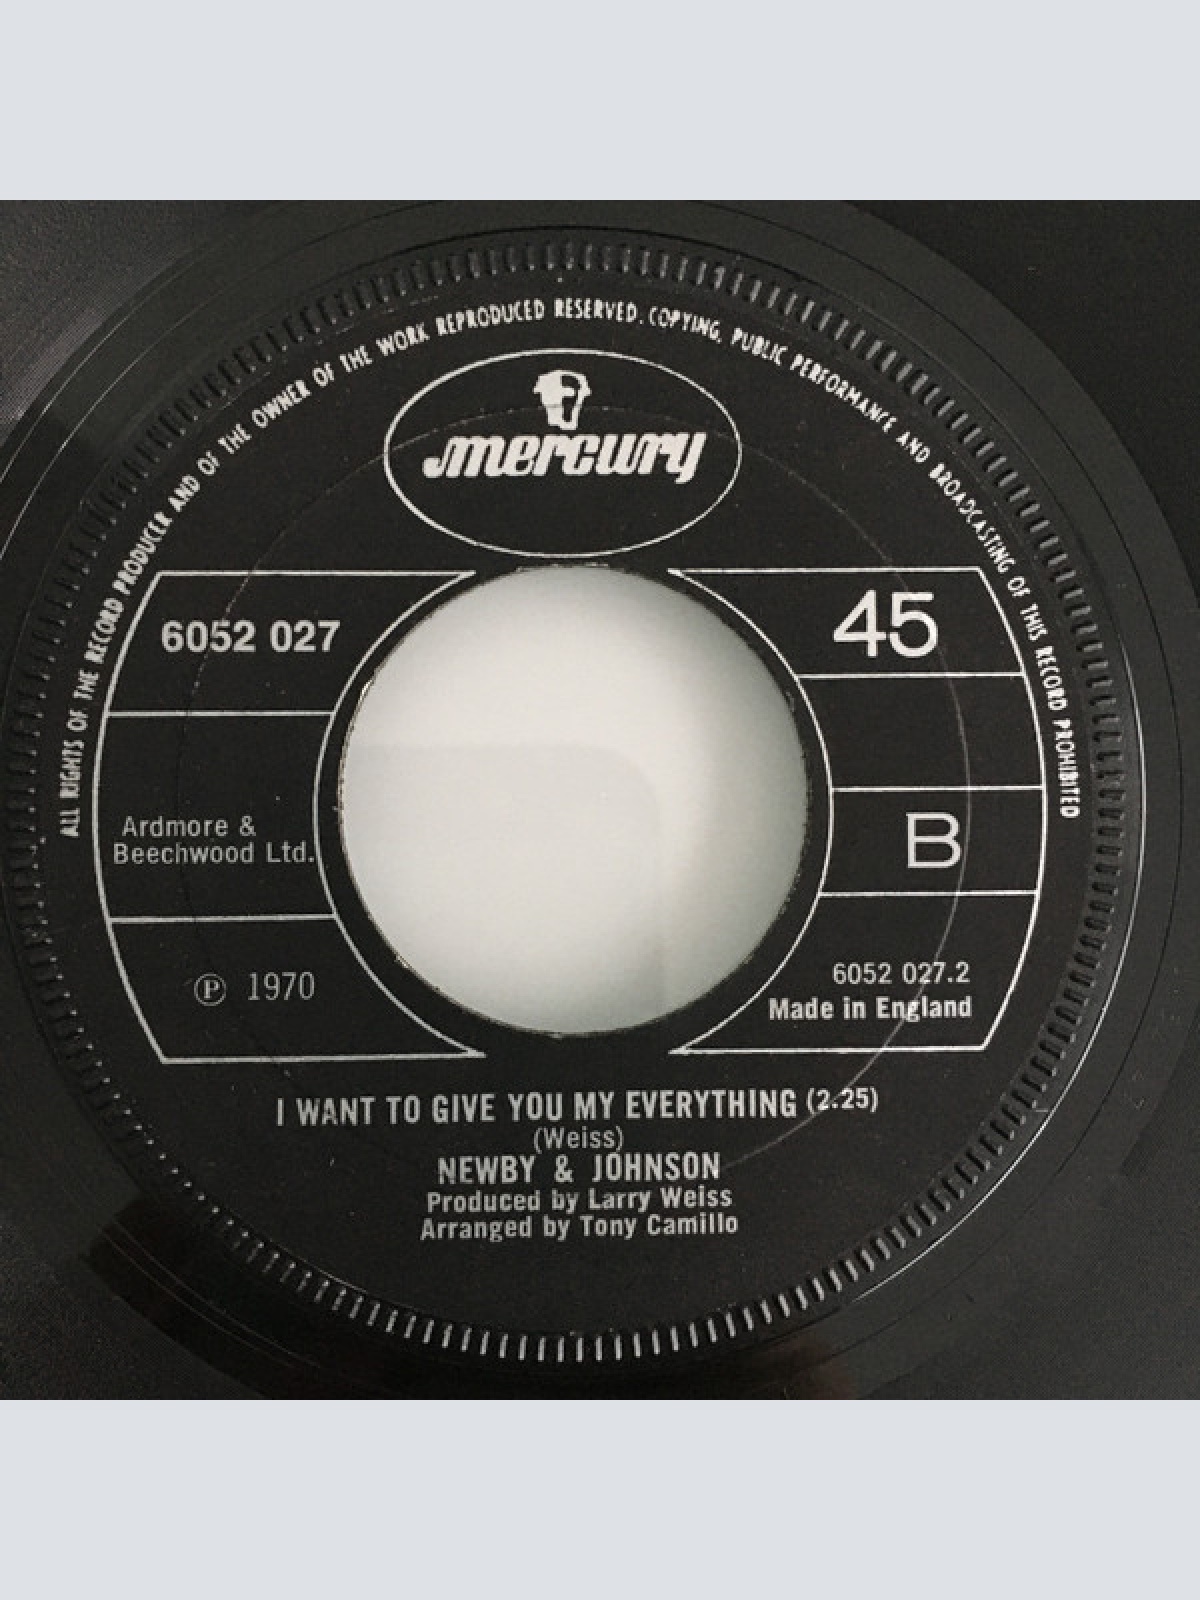 ALL RIGHTS OF THE RECORD PRODUCER AND OF THE OWNER OF THE WORK REPRODUCED RESERVED. COPYING, PUBLIC PERFORMANCE AND BROADCASTING OF THIS RECORD PROHIBITED
mercury
6052 027
45
Ardmore &
Beechwood Ltd.
B
℗ 1970
6052 027.2
Made in England
I WANT TO GIVE YOU MY EVERYTHING (2.25)
(Weiss)
NEWBY & JOHNSON
Produced by Larry Weiss
Arranged by Tony Camillo